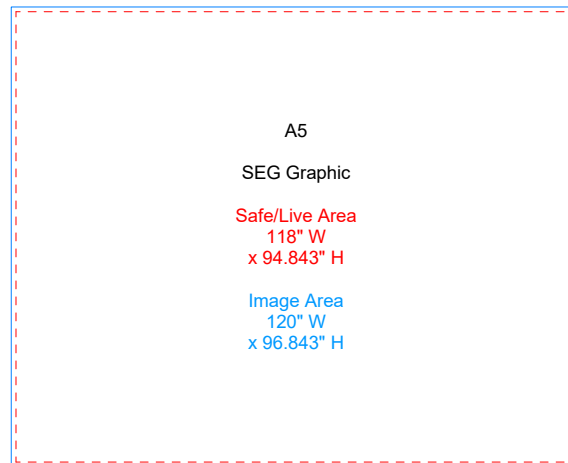 A5
SEG Graphic
Safe/Live Area
118" W
x 94.843" H
Image Area
120" W
x 96.843" H